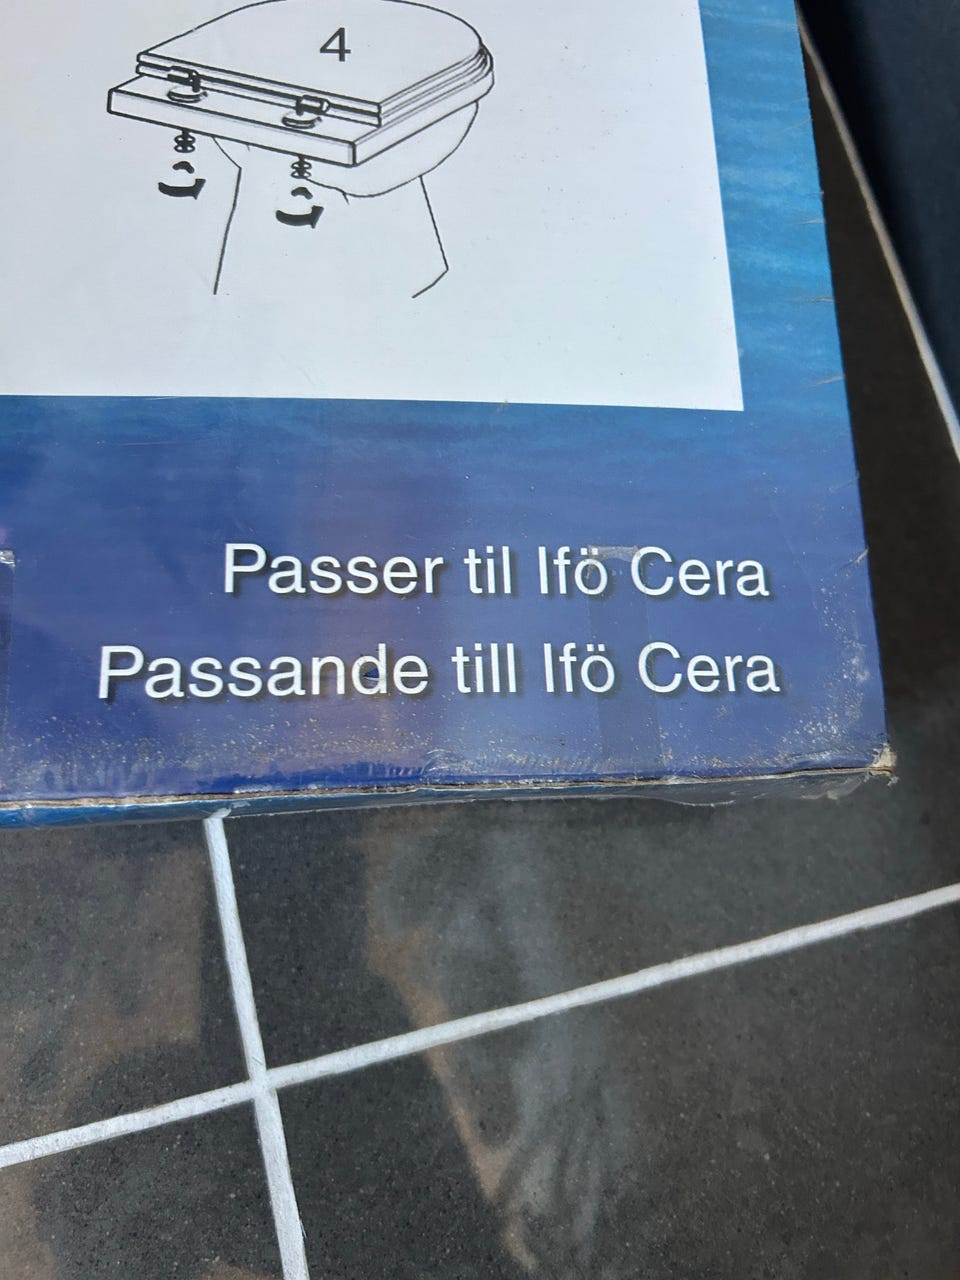 4
Passer til Ifö Cera
Passande till Ifö Cera